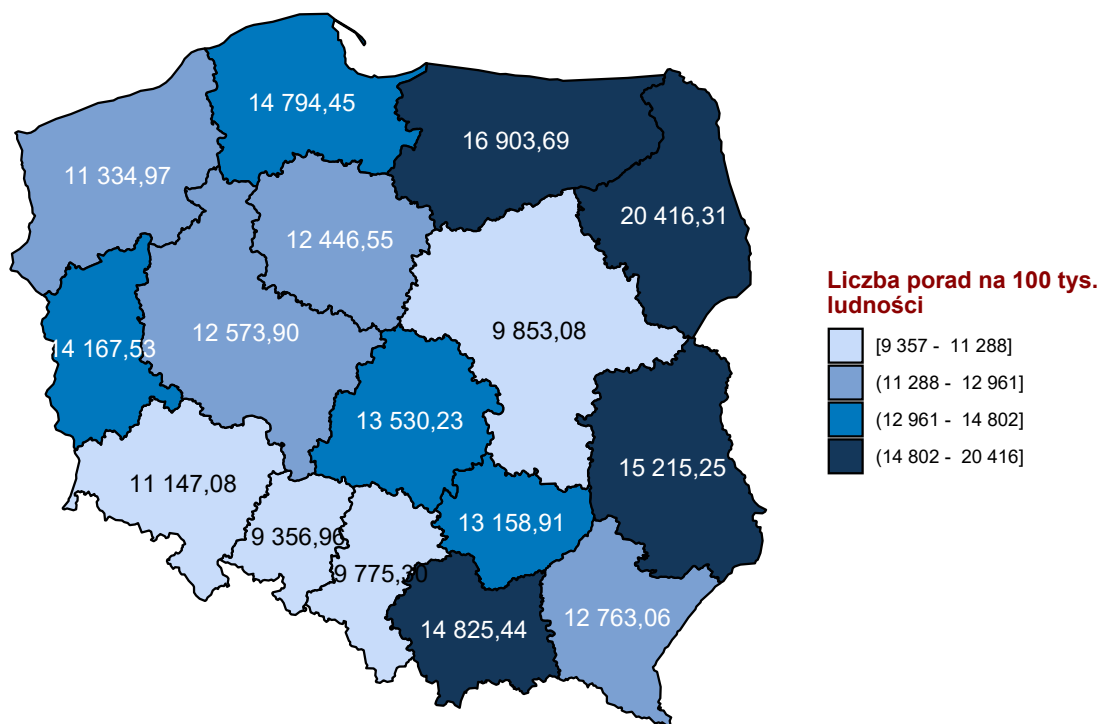 14 794,45
16 903,69
11 334,97
20 416,31
12 446,55
12 573,90
9 853,08
14 167,53
13 530,23
15 215,25
11 147,08
13 158,91
9 356,96
9 775,30
12 763,06
14 825,44
Liczba porad na 100 tys.
ludności
[9 357 - 11 288]
(11 288 - 12 961]
(12 961 - 14 802]
(14 802 - 20 416]